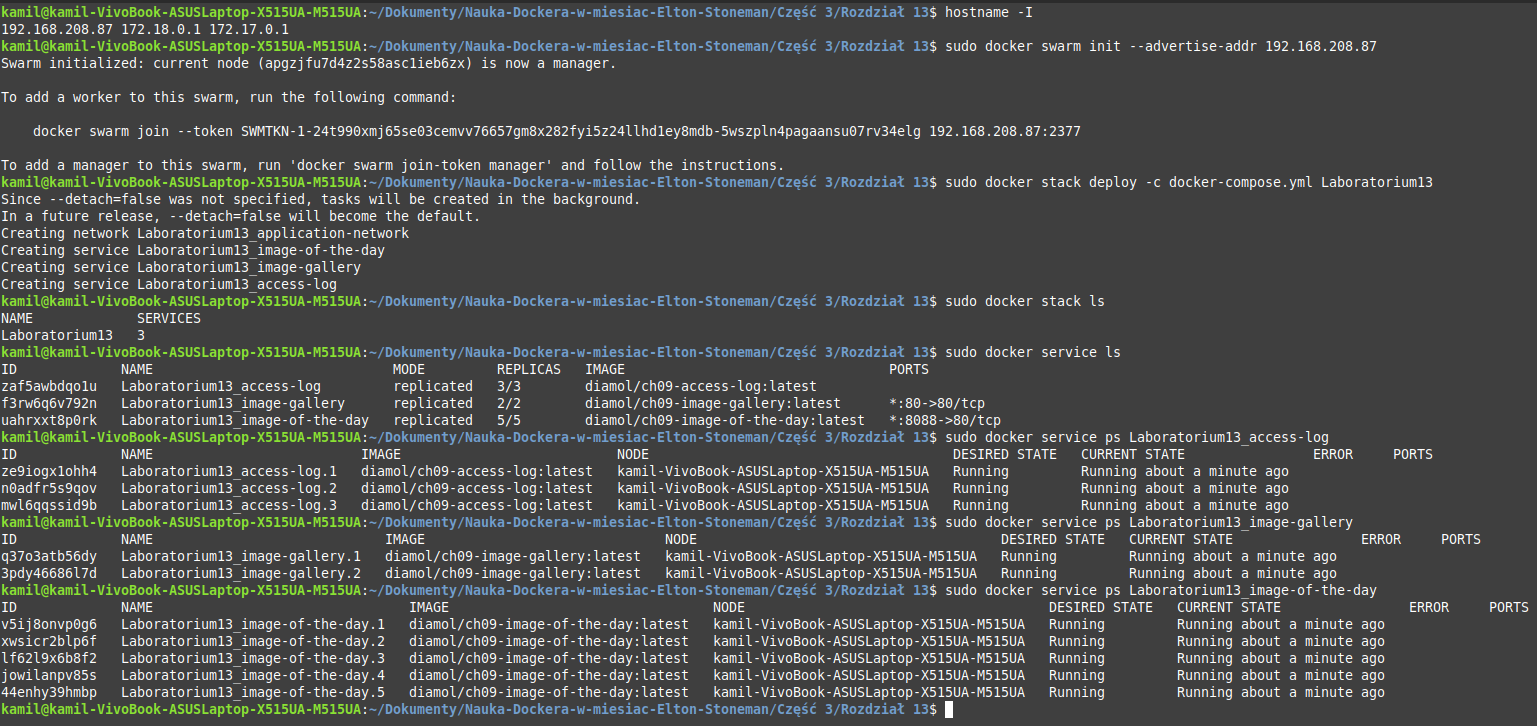 kamil@kamil-VivoBook-ASUSLaptop-X515UA-M515UA:~/Dokumenty/Nauka-Dockera-w-miesiac-Elton-Stoneman/Część 3/Rozdział 13$ hostname -I
192.168.208.87 172.18.0.1 172.17.0.1
kamil@kamil-VivoBook-ASUSLaptop-X515UA-M515UA:~/Dokumenty/Nauka-Dockera-w-miesiac-Elton-Stoneman/Część 3/Rozdział 13$ sudo docker swarm init --advertise-addr 192.168.208.87
Swarm initialized: current node (apgzjfu7d4z2s58asc1ieb6zx) is now a manager.

To add a worker to this swarm, run the following command:

    docker swarm join --token SWMTKN-1-24t990xmj65se03cemvv76657gm8x282fyi5z24llhd1ey8mdb-5wszpln4pagaansu07rv34elg 192.168.208.87:2377

To add a manager to this swarm, run 'docker swarm join-token manager' and follow the instructions.
kamil@kamil-VivoBook-ASUSLaptop-X515UA-M515UA:~/Dokumenty/Nauka-Dockera-w-miesiac-Elton-Stoneman/Część 3/Rozdział 13$ sudo docker stack deploy -c docker-compose.yml Laboratorium13
Since --detach=false was not specified, tasks will be created in the background.
In a future release, --detach=false will become the default.
Creating network Laboratorium13_application-network
Creating service Laboratorium13_image-of-the-day
Creating service Laboratorium13_image-gallery
Creating service Laboratorium13_access-log
kamil@kamil-VivoBook-ASUSLaptop-X515UA-M515UA:~/Dokumenty/Nauka-Dockera-w-miesiac-Elton-Stoneman/Część 3/Rozdział 13$ sudo docker stack ls
NAME             SERVICES
Laboratorium13   3
kamil@kamil-VivoBook-ASUSLaptop-X515UA-M515UA:~/Dokumenty/Nauka-Dockera-w-miesiac-Elton-Stoneman/Część 3/Rozdział 13$ sudo docker service ls
ID             NAME                              MODE         REPLICAS   IMAGE                                 PORTS
zaf5awbdqo1u   Laboratorium13_access-log         replicated   3/3        diamol/ch09-access-log:latest
f3rw6q6v792n   Laboratorium13_image-gallery      replicated   2/2        diamol/ch09-image-gallery:latest      *:80->80/tcp
uahrxxt8p0rk   Laboratorium13_image-of-the-day   replicated   5/5        diamol/ch09-image-of-the-day:latest   *:8088->80/tcp
kamil@kamil-VivoBook-ASUSLaptop-X515UA-M515UA:~/Dokumenty/Nauka-Dockera-w-miesiac-Elton-Stoneman/Część 3/Rozdział 13$ sudo docker service ps Laboratorium13_access-log
ID             NAME                          IMAGE                           NODE                                      DESIRED STATE   CURRENT STATE                ERROR     PORTS
ze9iogx1ohh4   Laboratorium13_access-log.1   diamol/ch09-access-log:latest   kamil-VivoBook-ASUSLaptop-X515UA-M515UA   Running         Running about a minute ago
n0adfr5s9qov   Laboratorium13_access-log.2   diamol/ch09-access-log:latest   kamil-VivoBook-ASUSLaptop-X515UA-M515UA   Running         Running about a minute ago
mwl6qqssid9b   Laboratorium13_access-log.3   diamol/ch09-access-log:latest   kamil-VivoBook-ASUSLaptop-X515UA-M515UA   Running         Running about a minute ago
kamil@kamil-VivoBook-ASUSLaptop-X515UA-M515UA:~/Dokumenty/Nauka-Dockera-w-miesiac-Elton-Stoneman/Część 3/Rozdział 13$ sudo docker service ps Laboratorium13_image-gallery
ID             NAME                             IMAGE                              NODE                                      DESIRED STATE   CURRENT STATE                ERROR     PORTS
q37o3atb56dy   Laboratorium13_image-gallery.1   diamol/ch09-image-gallery:latest   kamil-VivoBook-ASUSLaptop-X515UA-M515UA   Running         Running about a minute ago
3pdy46686l7d   Laboratorium13_image-gallery.2   diamol/ch09-image-gallery:latest   kamil-VivoBook-ASUSLaptop-X515UA-M515UA   Running         Running about a minute ago
kamil@kamil-VivoBook-ASUSLaptop-X515UA-M515UA:~/Dokumenty/Nauka-Dockera-w-miesiac-Elton-Stoneman/Część 3/Rozdział 13$ sudo docker service ps Laboratorium13_image-of-the-day
ID             NAME                                IMAGE                                 NODE                                      DESIRED STATE   CURRENT STATE                ERROR     PORTS
v5ij8onvp0g6   Laboratorium13_image-of-the-day.1   diamol/ch09-image-of-the-day:latest   kamil-VivoBook-ASUSLaptop-X515UA-M515UA   Running         Running about a minute ago
xwsicr2blp6f   Laboratorium13_image-of-the-day.2   diamol/ch09-image-of-the-day:latest   kamil-VivoBook-ASUSLaptop-X515UA-M515UA   Running         Running about a minute ago
lf62l9x6b8f2   Laboratorium13_image-of-the-day.3   diamol/ch09-image-of-the-day:latest   kamil-VivoBook-ASUSLaptop-X515UA-M515UA   Running         Running about a minute ago
jowilanpv85s   Laboratorium13_image-of-the-day.4   diamol/ch09-image-of-the-day:latest   kamil-VivoBook-ASUSLaptop-X515UA-M515UA   Running         Running about a minute ago
44enhy39hmbp   Laboratorium13_image-of-the-day.5   diamol/ch09-image-of-the-day:latest   kamil-VivoBook-ASUSLaptop-X515UA-M515UA   Running         Running about a minute ago
kamil@kamil-VivoBook-ASUSLaptop-X515UA-M515UA:~/Dokumenty/Nauka-Dockera-w-miesiac-Elton-Stoneman/Część 3/Rozdział 13$